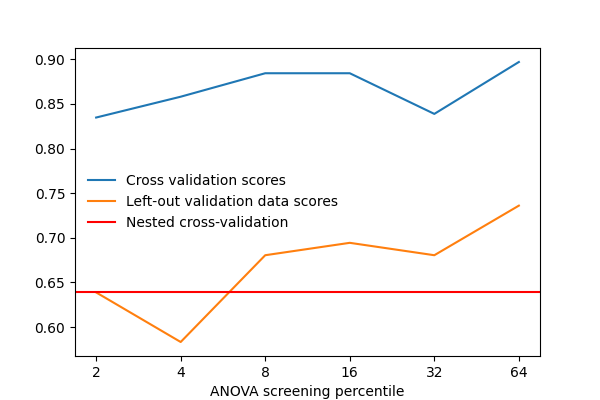 0.90
0.85
0.80
0.75
0.70
0.65
0.60
Cross validation scores
Left-out validation data scores
Nested cross-validation
2 4 8 16 32 64
ANOVA screening percentile